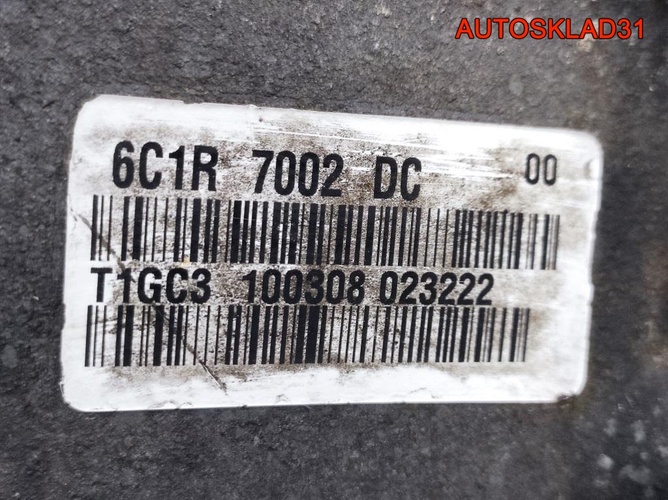 AUTOSKLAD31
6C1R 7002 DC 00
T1GC3 100308 023222